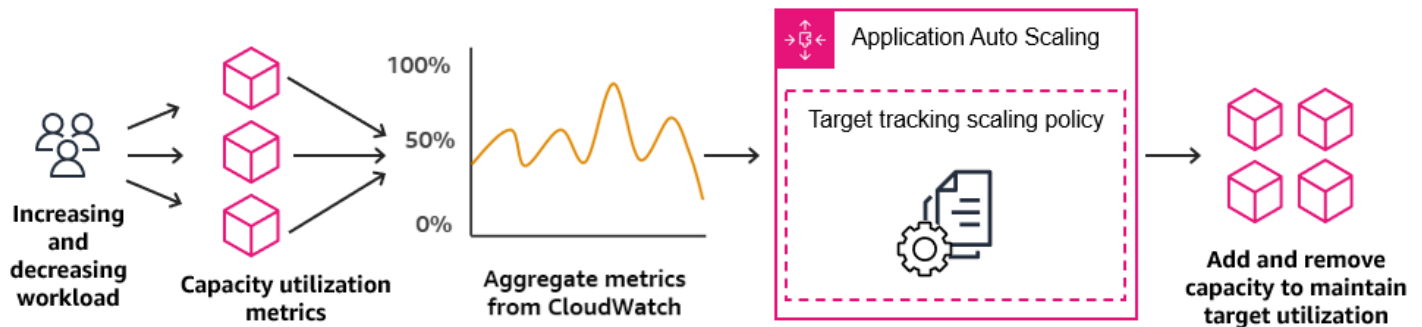 Increasing
and
decreasing
workload
Capacity utilization
metrics
100%
50%
0%
Aggregate metrics
from CloudWatch
Application Auto Scaling
Target tracking scaling policy
Add and remove
capacity to maintain
target utilization